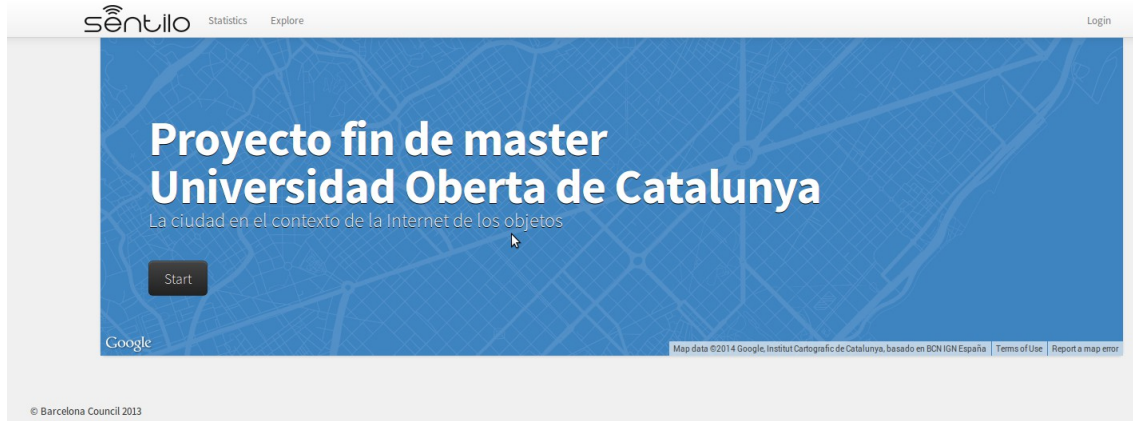 sentilo Statistics Explore Login
Proyecto fin de master
Universidad Oberta de Catalunya
La ciudad en el contexto de la Internet de los objetos
Start
Google
Map data ©2014 Google, Institut Cartografic de Catalunya, basado en BCN IGN España Terms of Use Report a map error
© Barcelona Council 2013